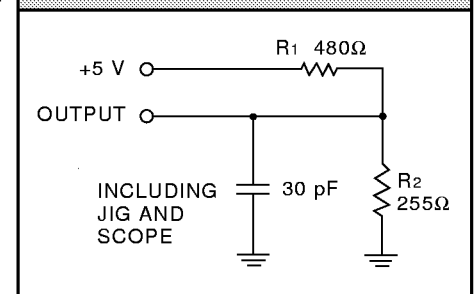 R1 480Ω
+5 V
OUTPUT
INCLUDING
JIG AND
SCOPE
30 pF
R2
255Ω